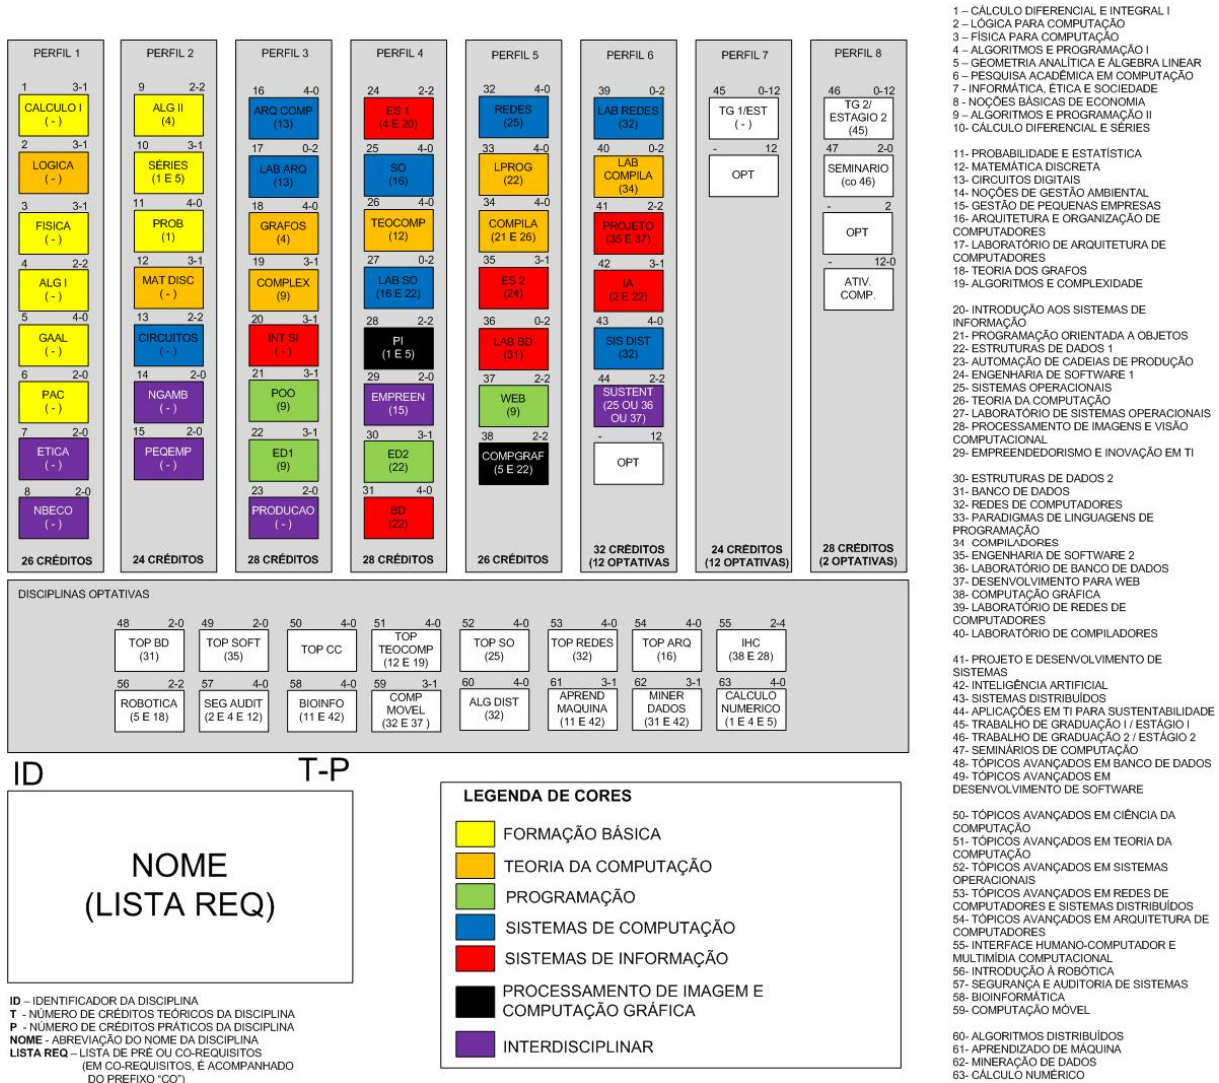 PERFIL 1
1 3-1
CALCULO I
( - )
2 3-1
LOGICA
( - )
3 3-1
FISICA
( - )
4 2-2
ALG I
( - )
5 4-0
GAAL
( - )
6 2-0
PAC
( - )
7 2-0
ETICA
( - )
8 2-0
NBECO
( - )
26 CRÉDITOS
PERFIL 2
9 2-2
ALG II
(4)
10 3-1
SÉRIES
(1 E 5)
11 4-0
PROB
(1)
12 3-1
MAT DISC
( - )
13 2-2
CIRCUITOS
( - )
14 2-0
NGAMB
( - )
15 2-0
PEQEMP
( - )
24 CRÉDITOS
PERFIL 3
16 4-0
ARQ COMP
(13)
17 0-2
LAB ARQ
(13)
18 4-0
GRAFOS
(4)
19 3-1
COMPLEX
(9)
20 3-1
INT SI
( - )
21 3-1
POO
(9)
22 3-1
ED1
(9)
23 2-0
PRODUCAO
( - )
28 CRÉDITOS
PERFIL 4
24 2-2
ES 1
(4 E 20)
25 4-0
SO
(16)
26 4-0
TEOCOMP
(12)
27 0-2
LAB SO
(16 E 22)
28 2-2
PI
(1 E 5)
29 2-0
EMPREEN
(15)
30 3-1
ED2
(22)
31 4-0
BD
(22)
28 CRÉDITOS
PERFIL 5
32 4-0
REDES
(25)
33 4-0
LPROG
(22)
34 4-0
COMPILA
(21 E 26)
35 3-1
ES 2
(24)
36 0-2
LAB BD
(31)
37 2-2
WEB
(9)
38 2-2
COMPGRAF
(5 E 22)
26 CRÉDITOS
PERFIL 6
39 0-2
LAB REDES
(32)
40 0-2
LAB
COMPILA
(34)
41 2-2
PROJETO
(35 E 37)
42 3-1
IA
(2 E 22)
43 4-0
SIS DIST
(32)
44 2-2
SUSTENT
(25 OU 36
OU 37)
- 12
OPT
32 CRÉDITOS
(12 OPTATIVAS)
PERFIL 7
45 0-12
TG 1/EST
( - )
- 12
OPT
24 CRÉDITOS
(12 OPTATIVAS)
PERFIL 8
46 0-12
TG 2/
ESTAGIO 2
(45)
47 2-0
SEMINARIO
(co 46)
- 2
OPT
- 12-0
ATIV.
COMP.
28 CRÉDITOS
(2 OPTATIVAS)
DISCIPLINAS OPTATIVAS
48 2-0
TOP BD
(31)
49 2-0
TOP SOFT
(35)
50 4-0
TOP CC
51 4-0
TOP
TEOCOMP
(12 E 19)
52 4-0
TOP SO
(25)
53 4-0
TOP REDES
(32)
54 4-0
TOP ARQ
(16)
55 2-4
IHC
(38 E 28)
56 2-2
ROBOTICA
(5 E 18)
57 4-0
SEG AUDIT
(2 E 4 E 12)
58 4-0
BIOINFO
(11 E 42)
59 3-1
COMP
MOVEL
(32 E 37 )
60 4-0
ALG DIST
(32)
61 3-1
APREND
MAQUINA
(11 E 42)
62 3-1
MINER
DADOS
(31 E 42)
63 4-0
CALCULO
NUMERICO
(1 E 4 E 5)
ID T-P
NOME
(LISTA REQ)
ID – IDENTIFICADOR DA DISCIPLINA
T - NÚMERO DE CRÉDITOS TEÓRICOS DA DISCIPLINA
P - NÚMERO DE CRÉDITOS PRÁTICOS DA DISCIPLINA
NOME - ABREVIAÇÃO DO NOME DA DISCIPLINA
LISTA REQ – LISTA DE PRÉ OU CO-REQUISITOS
(EM CO-REQUISITOS, É ACOMPANHADO
DO PREFIXO “CO”)
LEGENDA DE CORES
FORMAÇÃO BÁSICA
TEORIA DA COMPUTAÇÃO
PROGRAMAÇÃO
SISTEMAS DE COMPUTAÇÃO
SISTEMAS DE INFORMAÇÃO
PROCESSAMENTO DE IMAGEM E
COMPUTAÇÃO GRÁFICA
INTERDISCIPLINAR
1 – CÁLCULO DIFERENCIAL E INTEGRAL I
2 – LÓGICA PARA COMPUTAÇÃO
3 – FÍSICA PARA COMPUTAÇÃO
4 – ALGORITMOS E PROGRAMAÇÃO I
5 – GEOMETRIA ANALÍTICA E ÁLGEBRA LINEAR
6 – PESQUISA ACADÊMICA EM COMPUTAÇÃO
7 - INFORMÁTICA, ÉTICA E SOCIEDADE
8 - NOÇÕES BÁSICAS DE ECONOMIA
9 – ALGORITMOS E PROGRAMAÇÃO II
10- CÁLCULO DIFERENCIAL E SÉRIES
11- PROBABILIDADE E ESTATÍSTICA
12- MATEMÁTICA DISCRETA
13- CIRCUITOS DIGITAIS
14- NOÇÕES DE GESTÃO AMBIENTAL
15- GESTÃO DE PEQUENAS EMPRESAS
16- ARQUITETURA E ORGANIZAÇÃO DE
COMPUTADORES
17- LABORATÓRIO DE ARQUITETURA DE
COMPUTADORES
18- TEORIA DOS GRAFOS
19- ALGORITMOS E COMPLEXIDADE
20- INTRODUÇÃO AOS SISTEMAS DE
INFORMAÇÃO
21- PROGRAMAÇÃO ORIENTADA A OBJETOS
22- ESTRUTURAS DE DADOS 1
23- AUTOMAÇÃO DE CADEIAS DE PRODUÇÃO
24- ENGENHARIA DE SOFTWARE 1
25- SISTEMAS OPERACIONAIS
26- TEORIA DA COMPUTAÇÃO
27- LABORATÓRIO DE SISTEMAS OPERACIONAIS
28- PROCESSAMENTO DE IMAGENS E VISÃO
COMPUTACIONAL
29- EMPREENDEDORISMO E INOVAÇÃO EM TI
30- ESTRUTURAS DE DADOS 2
31- BANCO DE DADOS
32- REDES DE COMPUTADORES
33- PARADIGMAS DE LINGUAGENS DE
PROGRAMAÇÃO
34 COMPILADORES
35- ENGENHARIA DE SOFTWARE 2
36- LABORATÓRIO DE BANCO DE DADOS
37- DESENVOLVIMENTO PARA WEB
38- COMPUTAÇÃO GRÁFICA
39- LABORATÓRIO DE REDES DE
COMPUTADORES
40- LABORATÓRIO DE COMPILADORES
41- PROJETO E DESENVOLVIMENTO DE
SISTEMAS
42- INTELIGÊNCIA ARTIFICIAL
43- SISTEMAS DISTRIBUÍDOS
44- APLICAÇÕES EM TI PARA SUSTENTABILIDADE
45- TRABALHO DE GRADUAÇÃO I / ESTÁGIO I
46- TRABALHO DE GRADUAÇÃO 2 / ESTÁGIO 2
47- SEMINÁRIOS DE COMPUTAÇÃO
48- TÓPICOS AVANÇADOS EM BANCO DE DADOS
49- TÓPICOS AVANÇADOS EM
DESENVOLVIMENTO DE SOFTWARE
50- TÓPICOS AVANÇADOS EM CIÊNCIA DA
COMPUTAÇÃO
51- TÓPICOS AVANÇADOS EM TEORIA DA
COMPUTAÇÃO
52- TÓPICOS AVANÇADOS EM SISTEMAS
OPERACIONAIS
53- TÓPICOS AVANÇADOS EM REDES DE
COMPUTADORES E SISTEMAS DISTRIBUÍDOS
54- TÓPICOS AVANÇADOS EM ARQUITETURA DE
COMPUTADORES
55- INTERFACE HUMANO-COMPUTADOR E
MULTIMÍDIA COMPUTACIONAL
56- INTRODUÇÃO À ROBÓTICA
57- SEGURANÇA E AUDITORIA DE SISTEMAS
58- BIOINFORMÁTICA
59- COMPUTAÇÃO MÓVEL
60- ALGORITMOS DISTRIBUÍDOS
61- APRENDIZADO DE MÁQUINA
62- MINERAÇÃO DE DADOS
63- CÁLCULO NUMÉRICO